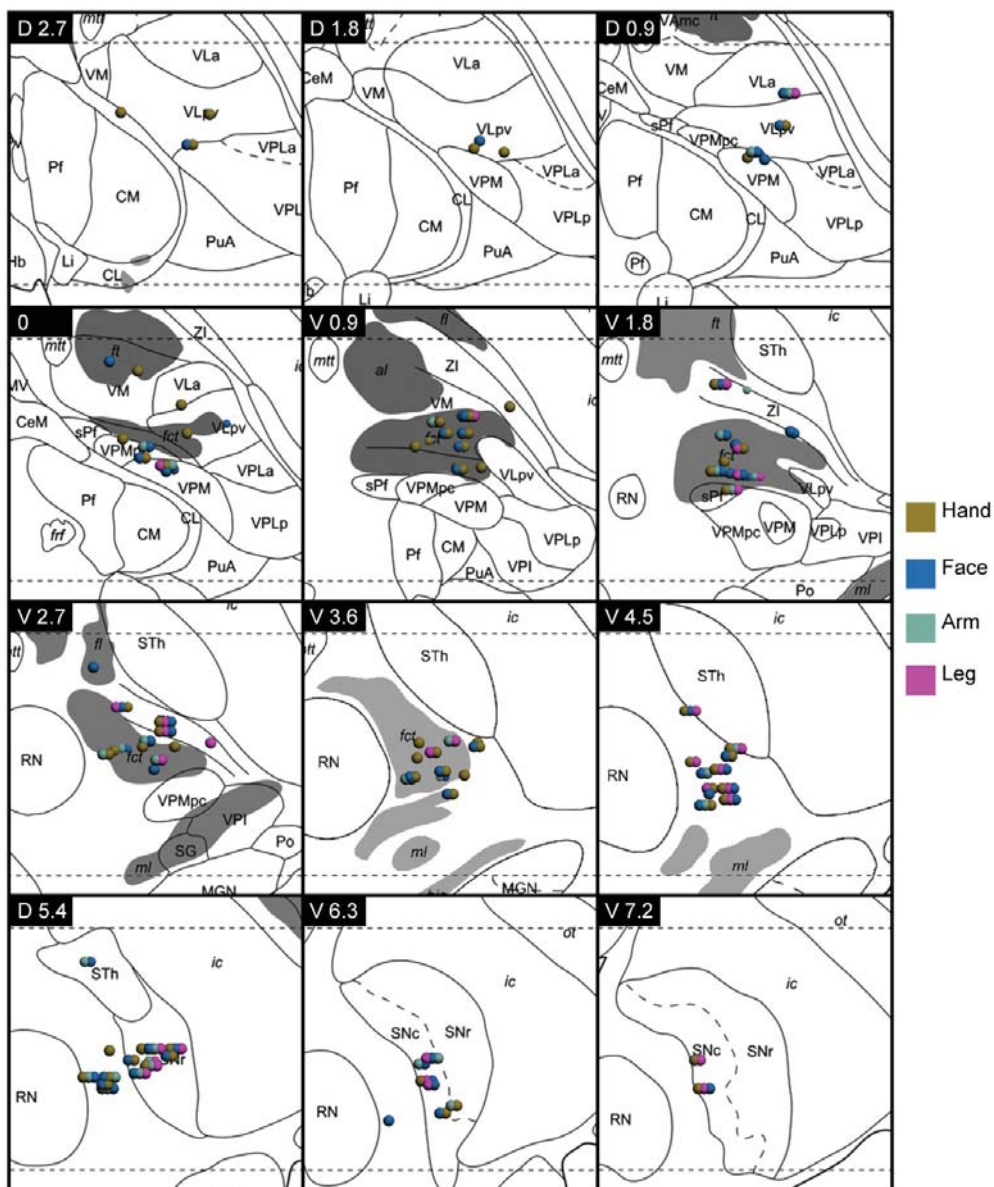 D 2.7
mtt
VM
VLa
VLpv
VPLa
Pf
CM
VPL
PuA
Hb
Li
CL
D 1.8
mtt
CeM
VM
VLa
VLpv
VPLa
VPM
Pf
CL
CM
VPLp
PuA
Li
D 0.9
VAmc
ft
VM
VLa
CeM
sPf
VLpv
VPMpc
VPM
VPLa
Pf
CM
CL
VPLp
PuA
Pf
Li
0
ZI
mtt
ft
VM
VLa
MV
CeM
sPf
fct
VLpv
VPMpc
VPM
VPLa
Pf
CL
frf
CM
VPLp
PuA
V 0.9
fl
mtt
ZI
al
ic
VM
fct
sPf
VLpv
VPMpc
VPM
VPLp
Pf
CM
VPI
PuA
V 1.8
ft
ic
mtt
STh
ZI
fct
RN
sPf
VLpv
VPMpc
VPM
VPLp
VPI
Po
ml
V 2.7
ic
mtt
fl
STh
RN
fct
VPMpc
VPI
SG
Po
ml
MGN
V 3.6
ic
mtt
STh
fct
RN
ml
MGN
V 4.5
ic
STh
RN
ml
D 5.4
STh
ic
SNr
RN
V 6.3
ot
ic
SNc
SNr
RN
V 7.2
ot
ic
SNc
SNr
RN
Hand
Face
Arm
Leg